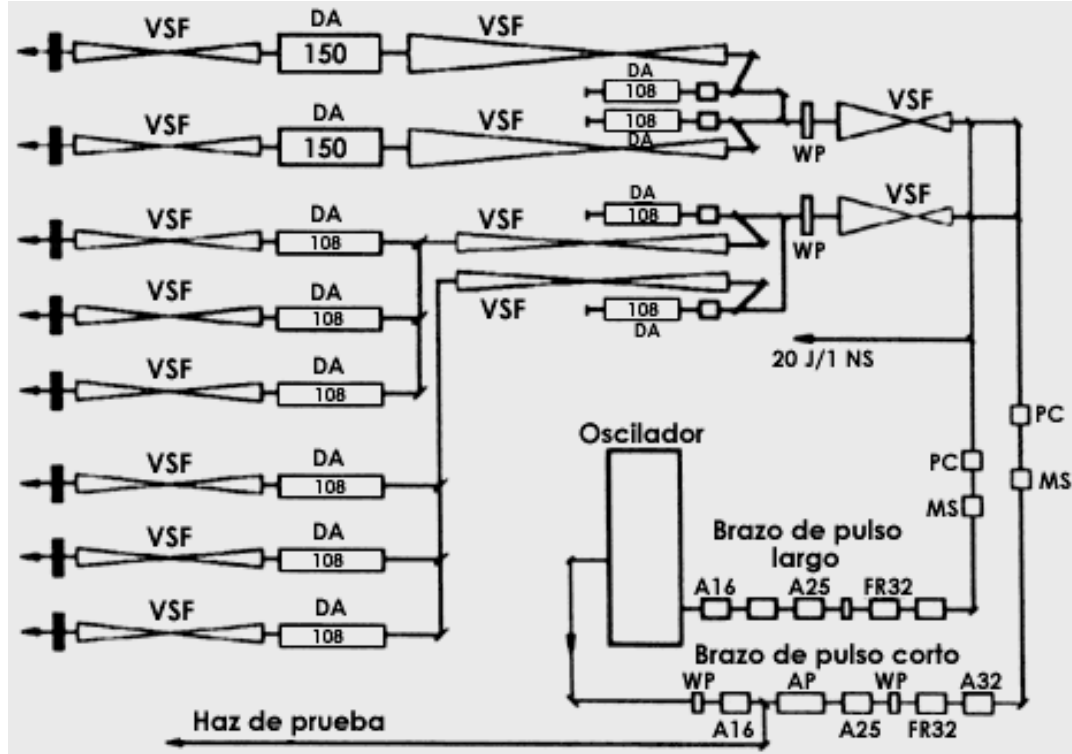 VSF
DA
150
VSF
DA
108
VSF
WP
108
DA
VSF
DA
150
VSF
DA
108
VSF
WP
VSF
DA
108
VSF
VSF
DA
108
VSF
108
DA
20 J/1 NS
VSF
DA
108
PC
Oscilador
PC
MS
MS
VSF
DA
108
Brazo de pulso
largo
VSF
DA
108
A16
A25
FR32
VSF
DA
108
Brazo de pulso corto
WP
AP
WP
A32
A16
A25
FR32
Haz de prueba